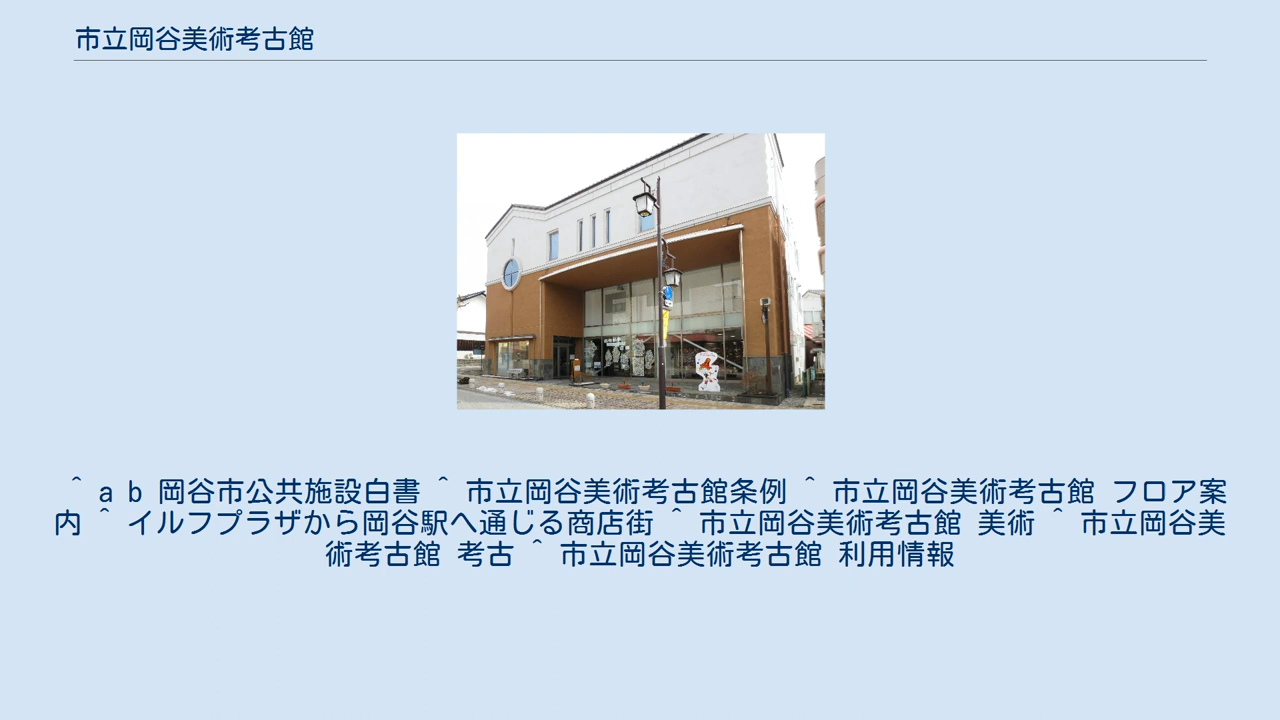 市立岡谷美術考古館
^ a b 岡谷市公共施設白書 ^ 市立岡谷美術考古館条例 ^ 市立岡谷美術考古館 フロア案
内 ^ イルフプラザから岡谷駅へ通じる商店街 ^ 市立岡谷美術考古館 美術 ^ 市立岡谷美
術考古館 考古 ^ 市立岡谷美術考古館 利用情報